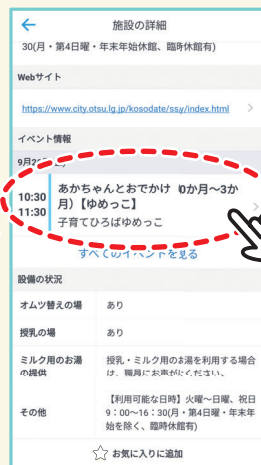 施設の詳細
30(月・第4日曜・年末年始休館、臨時休館有)
Webサイト
https://www.city.otsu.lg.jp/kosodate/ssy/index.html
イベント情報
10:30
11:30
あかちゃんとおでかけ (0か月～3か
月)【ゆめっこ】
子育てひろばゆめっこ
すべてのイベントを見る
設備の状況
オムツ替えの場 あり
授乳の場 あり
ミルク用のお湯
の提供
授乳・ミルク用のお湯を利用する場合
は、職員にお声がけください。
その他
【利用可能な日時】火曜～日曜、祝日
9：00～16：30(月・第4日曜・年末年
始を除く、臨時休館有)
お気に入りに追加